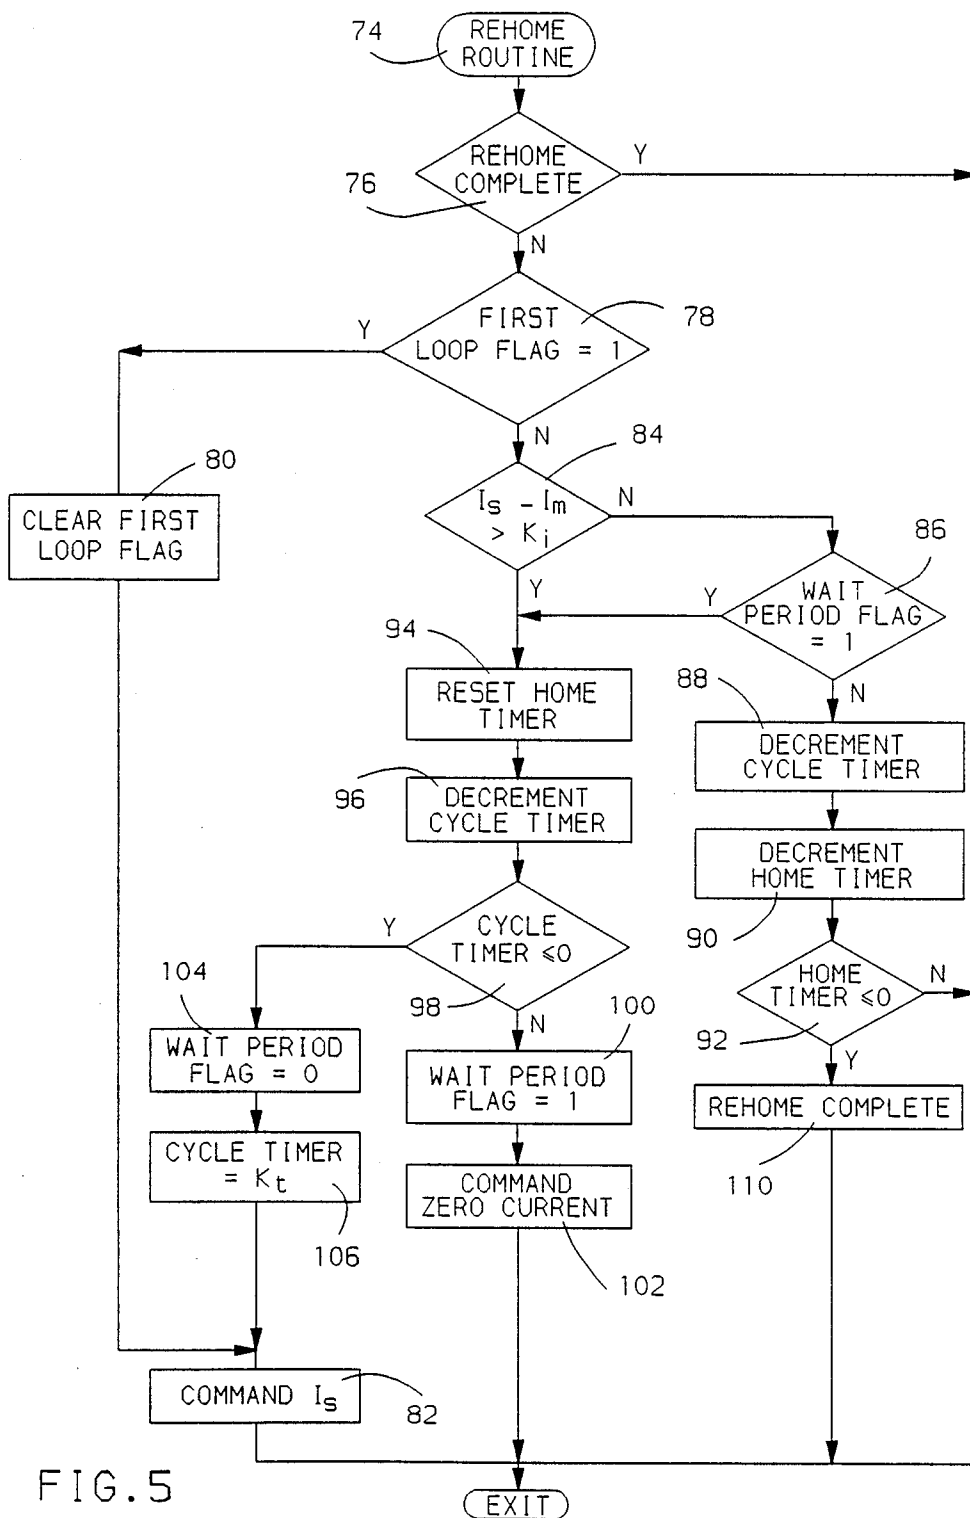 74
REHOME
ROUTINE
REHOME
COMPLETE
Y
76
N
FIRST
LOOP FLAG = 1
78
Y
N
84
80
CLEAR FIRST
LOOP FLAG
Is - Im
> Ki
N
Y
86
WAIT
PERIOD FLAG
= 1
Y
N
94
RESET HOME
TIMER
88
DECREMENT
CYCLE TIMER
96
DECREMENT
CYCLE TIMER
DECREMENT
HOME TIMER
90
CYCLE
TIMER ≤0
Y
98
N
HOME
TIMER ≤0
N
92
Y
104
WAIT PERIOD
FLAG = 0
100
WAIT PERIOD
FLAG = 1
REHOME COMPLETE
110
CYCLE TIMER
= Kt
106
COMMAND
ZERO CURRENT
102
COMMAND Is
82
FIG.5
EXIT